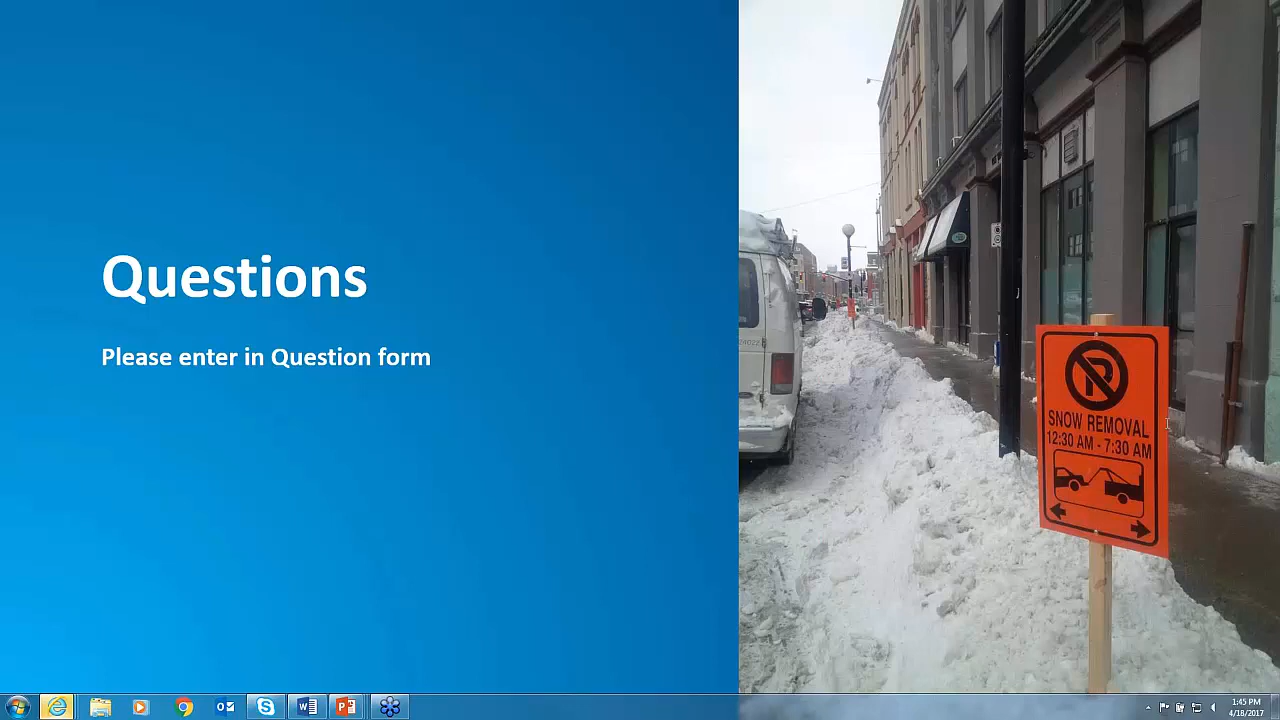 Questions
Please enter in Question form
SNOW REMOVAL
12:30 AM - 7:30 AM
1:45 PM
4/18/2017